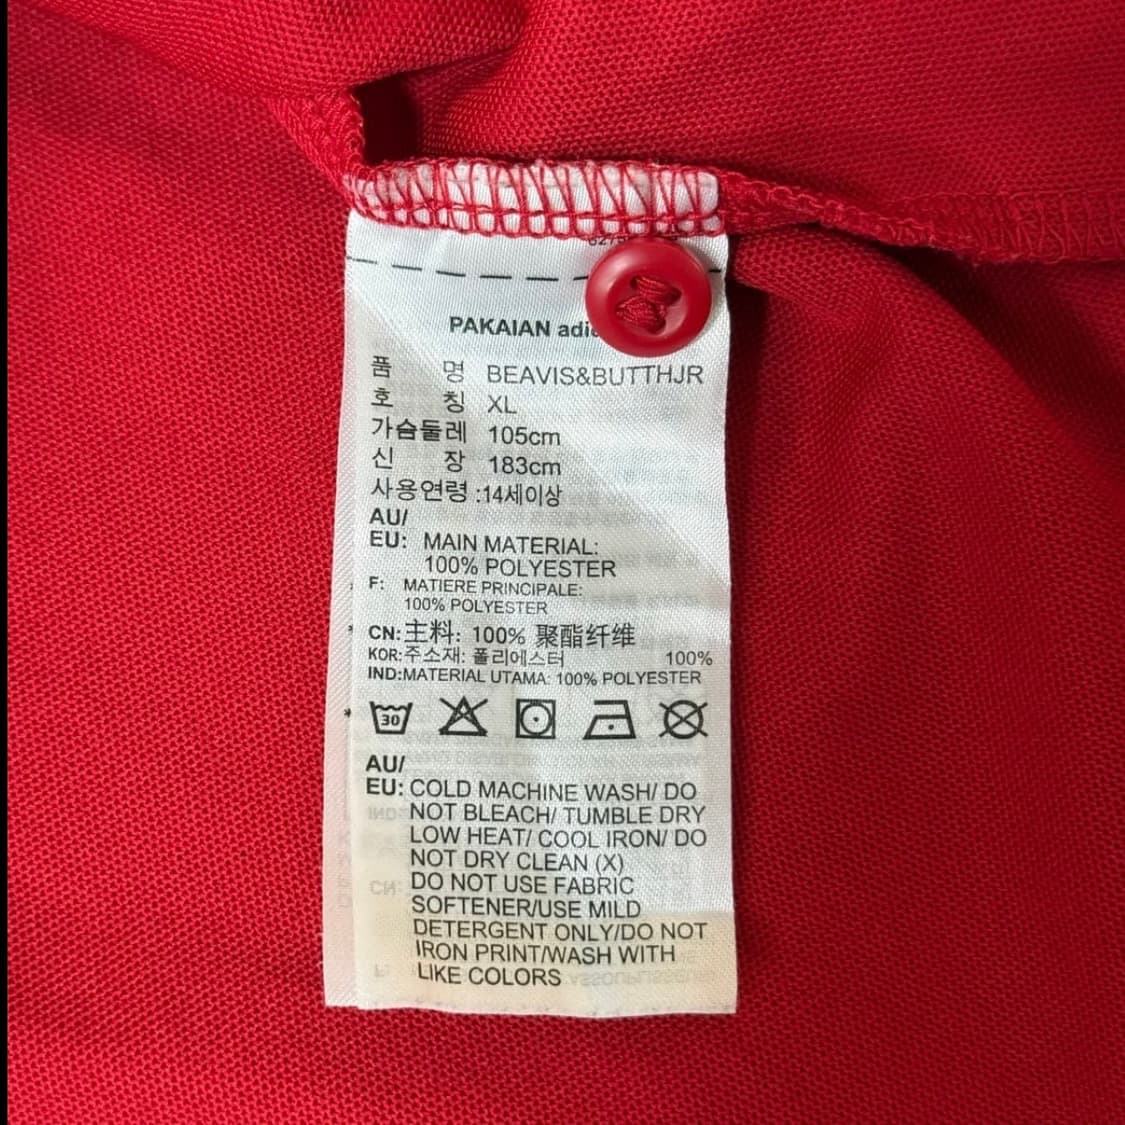 PAKAIAN
품 명 BEAVIS&BUTTHJR
호 칭 XL
가슴둘레 105cm
신 장 183cm
사용연령 :14세이상
AU/
EU: MAIN MATERIAL:
100% POLYESTER
F: MATIERE PRINCIPALE:
100% POLYESTER
CN:主料: 100% 聚酯纤维
KOR:주소재: 폴리에스터 100%
IND:MATERIAL UTAMA: 100% POLYESTER
30
AU/
EU: COLD MACHINE WASH/ DO
NOT BLEACH/ TUMBLE DRY
LOW HEAT/ COOL IRON/ DO
NOT DRY CLEAN (X)
DO NOT USE FABRIC
SOFTENER/USE MILD
DETERGENT ONLY/DO NOT
IRON PRINT/WASH WITH
LIKE COLORS